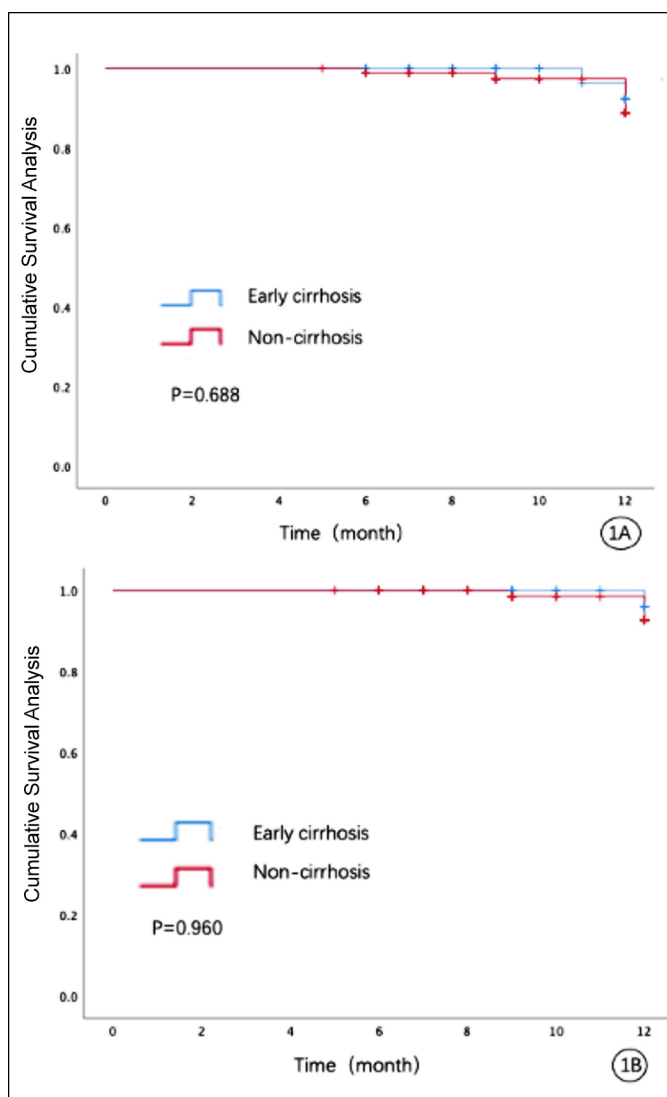 Cumulative Survival Analysis
1.0
0.8
0.6
0.4
0.2
0.0
Early cirrhosis
Non-cirrhosis
P=0.688
0 2 4 6 8 10 12
Time (month)
1A
Cumulative Survival Analysis
1.0
0.8
0.6
0.4
0.2
0.0
Early cirrhosis
Non-cirrhosis
P=0.960
0 2 4 6 8 10 12
Time (month)
1B